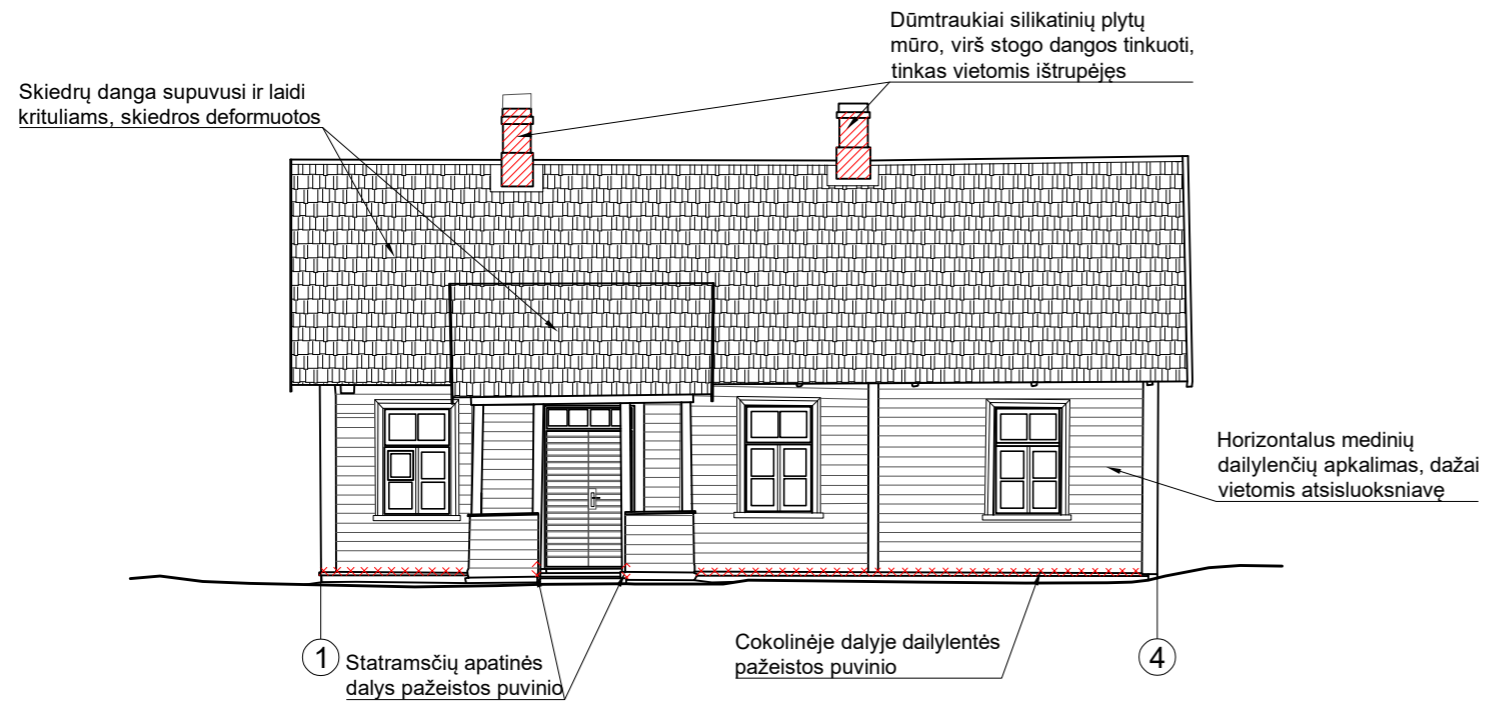 Dūmtraukiai silikatinių plytų
mūro, virš stogo dangos tinkuoti,
tinkas vietomis ištrupėjęs
Skiedrų danga supuvusi ir laidi
krituliams, skiedros deformuotos
Horizontalus medinių
dailylenčių apkalimas, dažai
vietomis atsisluoksniavę
1
Statramsčių apatinės
dalys pažeistos puvinio
Cokolinėje dalyje dailylentės
pažeistos puvinio
4